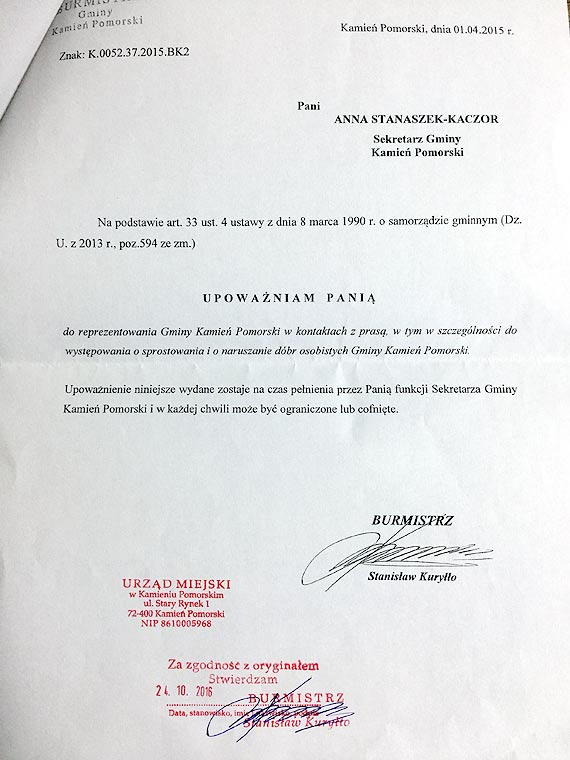 BURMISTRZ
Gminy
Kamień Pomorski
Kamień Pomorski, dnia 01.04.2015 r.
Znak: K.0052.37.2015.BK2
Pani
ANNA STANASZEK-KACZOR
Sekretarz Gminy
Kamień Pomorski
Na podstawie art. 33 ust. 4 ustawy z dnia 8 marca 1990 r. o samorządzie gminnym (Dz.
U. z 2013 r., poz.594 ze zm.)
UPOWAŻNIAM PANIĄ
do reprezentowania Gminy Kamień Pomorski w kontaktach z prasą, w tym w szczególności do
występowania o sprostowania i o naruszanie dóbr osobistych Gminy Kamień Pomorski.
Upoważnienie niniejsze wydane zostaje na czas pełnienia przez Panią funkcji Sekretarza Gminy
Kamień Pomorski i w każdej chwili może być ograniczone lub cofnięte.
BURMISTRZ
Stanisław Kuryłło
URZĄD MIEJSKI
w Kamieniu Pomorskim
ul. Stary Rynek 1
72-400 Kamień Pomorski
NIP 8610005968
Za zgodność z oryginałem
Stwierdzam
24. 10. 2016
BURMISTRZ
Data, stanowisko, imię
Stanisław Kuryłło